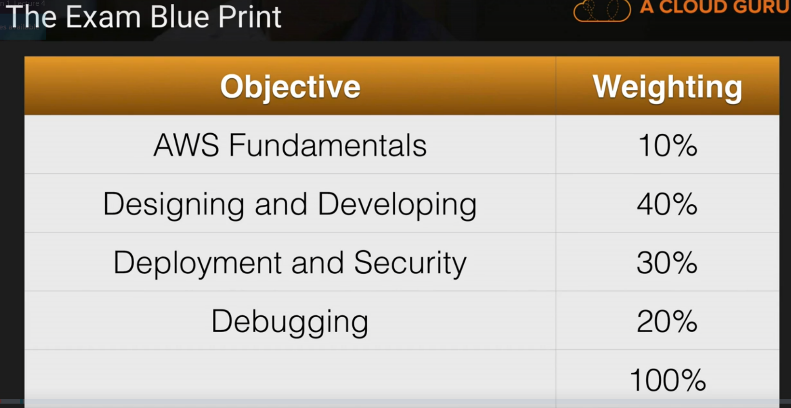 The Exam Blue Print
A CLOUD GURU
Objective Weighting
AWS Fundamentals 10%
Designing and Developing 40%
Deployment and Security 30%
Debugging 20%
100%